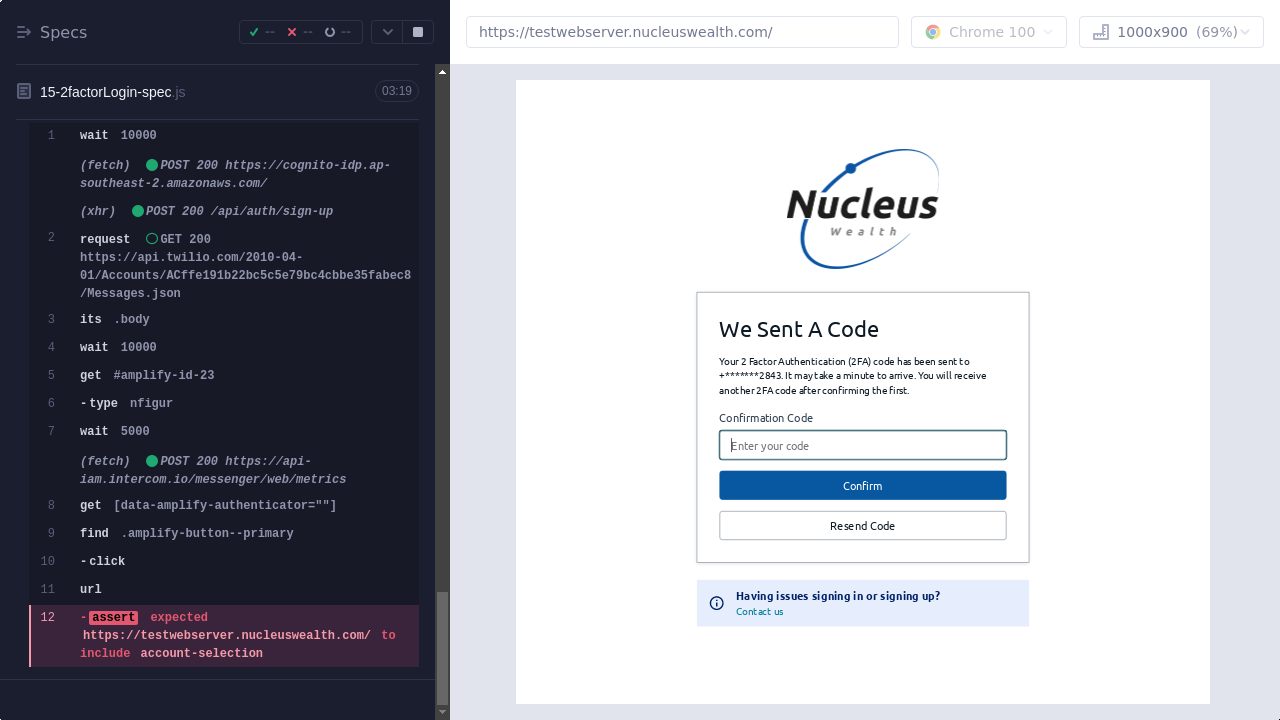 Specs
--
--
--
15-2factorLogin-spec.js
03:19
1 wait 10000
(fetch) POST 200 https://cognito-idp.ap-
southeast-2.amazonaws.com/
(xhr) POST 200 /api/auth/sign-up
2 request GET 200
https://api.twilio.com/2010-04-
01/Accounts/ACffe191b22bc5c5e79bc4cbbe35fabec8
/Messages.json
3 its .body
4 wait 10000
5 get #amplify-id-23
6 -type nfigur
7 wait 5000
(fetch) POST 200 https://api-
iam.intercom.io/messenger/web/metrics
8 get [data-amplify-authenticator=""]
9 find .amplify-button--primary
10 -click
11 url
12 -assert expected
https://testwebserver.nucleuswealth.com/ to
include account-selection
https://testwebserver.nucleuswealth.com/
Chrome 100
1000x900 (69%)
Nucleus
Wealth
We Sent A Code
Your 2 Factor Authentication (2FA) code has been sent to
+*******2843. It may take a minute to arrive. You will receive
another 2FA code after confirming the first.
Confirmation Code
Enter your code
Confirm
Resend Code
Having issues signing in or signing up?
Contact us